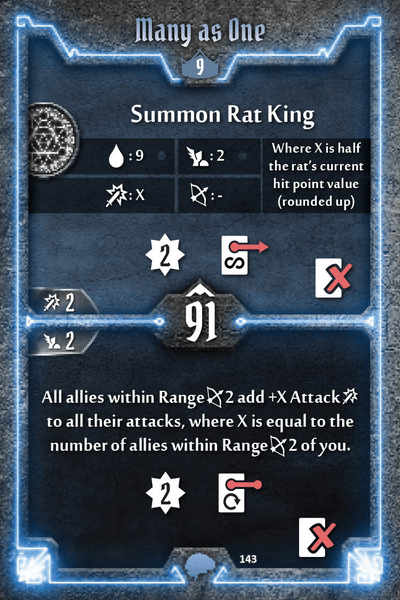 Many as One
9
Summon Rat King
: 9
: 2
Where X is half
the rat's current
hit point value
(rounded up)
: X
: -
2
S
X
2
91
2
All allies within Range 2 add +X Attack
to all their attacks, where X is equal to the
number of allies within Range 2 of you.
2
X
143